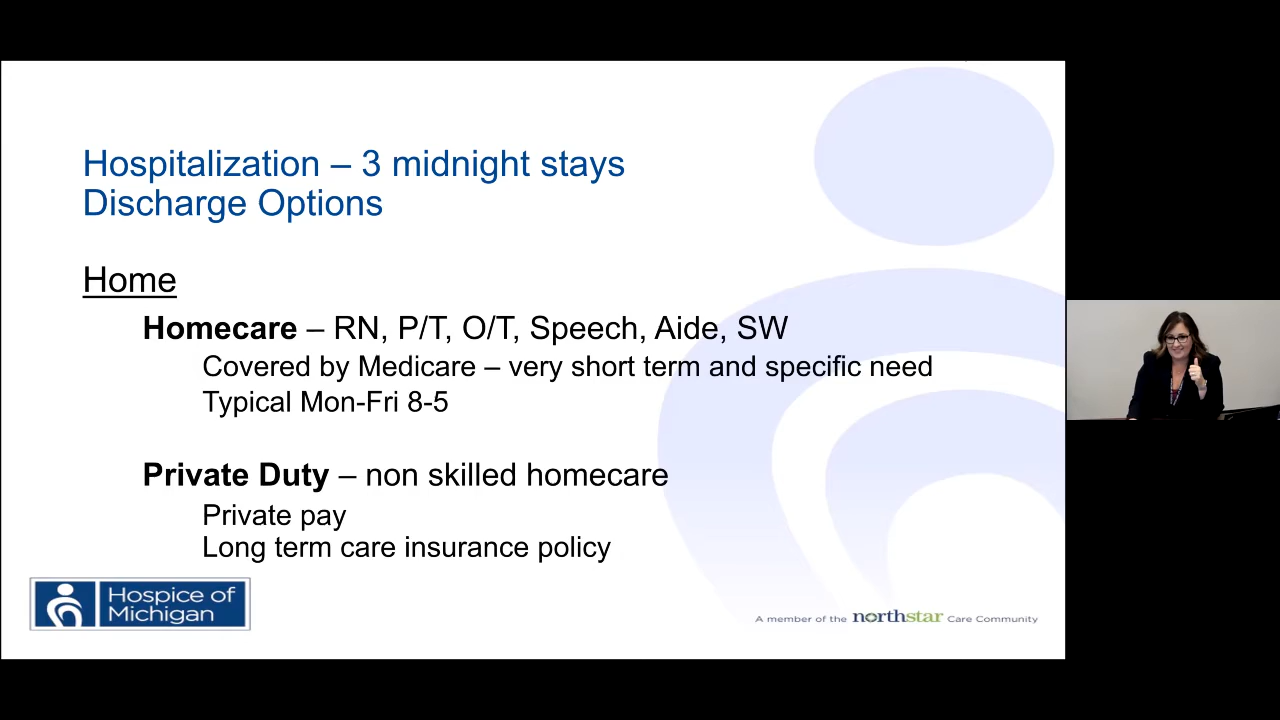 Hospitalization – 3 midnight stays
Discharge Options
Home
Homecare – RN, P/T, O/T, Speech, Aide, SW
Covered by Medicare – very short term and specific need
Typical Mon-Fri 8-5
Private Duty – non skilled homecare
Private pay
Long term care insurance policy
Hospice of
Michigan
A member of the northstar Care Community